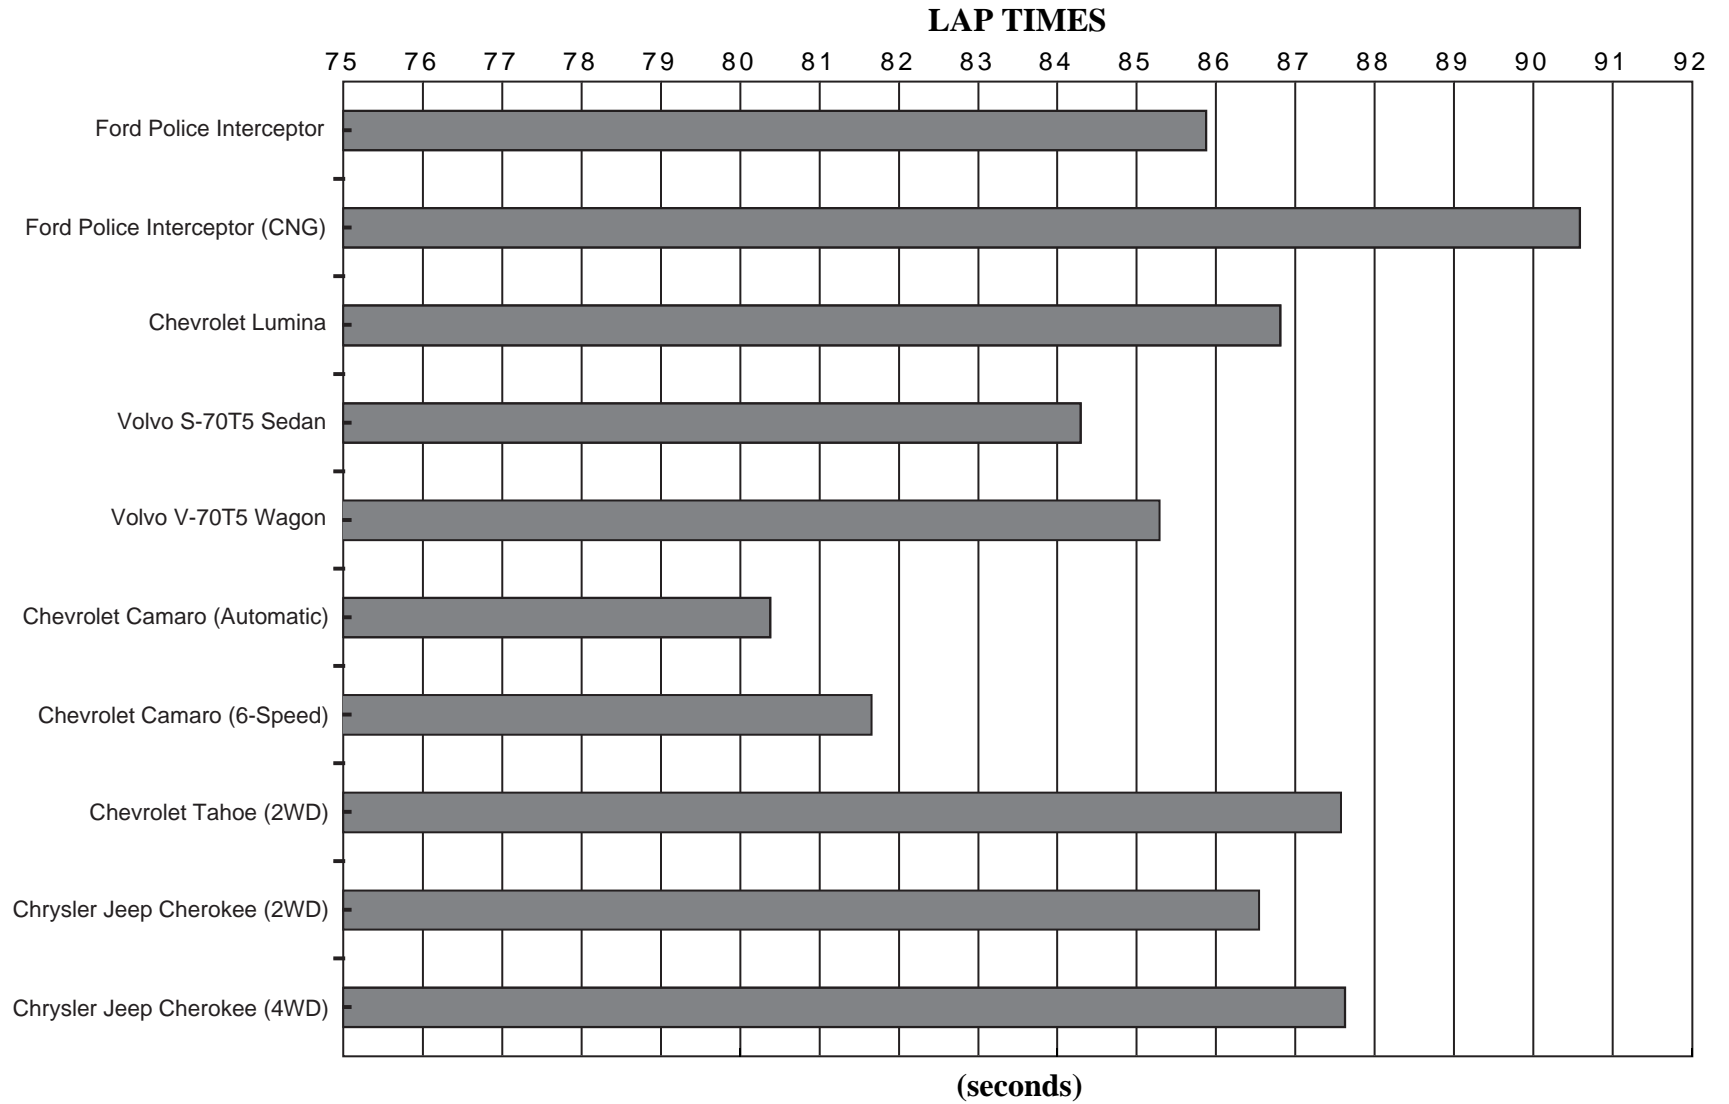 LAP TIMES
75 76 77 78 79 80 81 82 83 84 85 86 87 88 89 90 91 92
Ford Police Interceptor
Ford Police Interceptor (CNG)
Chevrolet Lumina
Volvo S-70T5 Sedan
Volvo V-70T5 Wagon
Chevrolet Camaro (Automatic)
Chevrolet Camaro (6-Speed)
Chevrolet Tahoe (2WD)
Chrysler Jeep Cherokee (2WD)
Chrysler Jeep Cherokee (4WD)
(seconds)